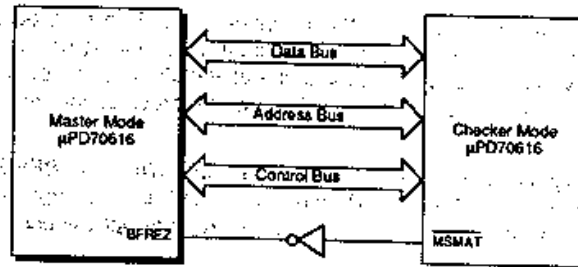 Data Bus
Master Mode
µPD70616
Address Bus
Checker Mode
µPD70616
Control Bus
BFREZ
MSMAT